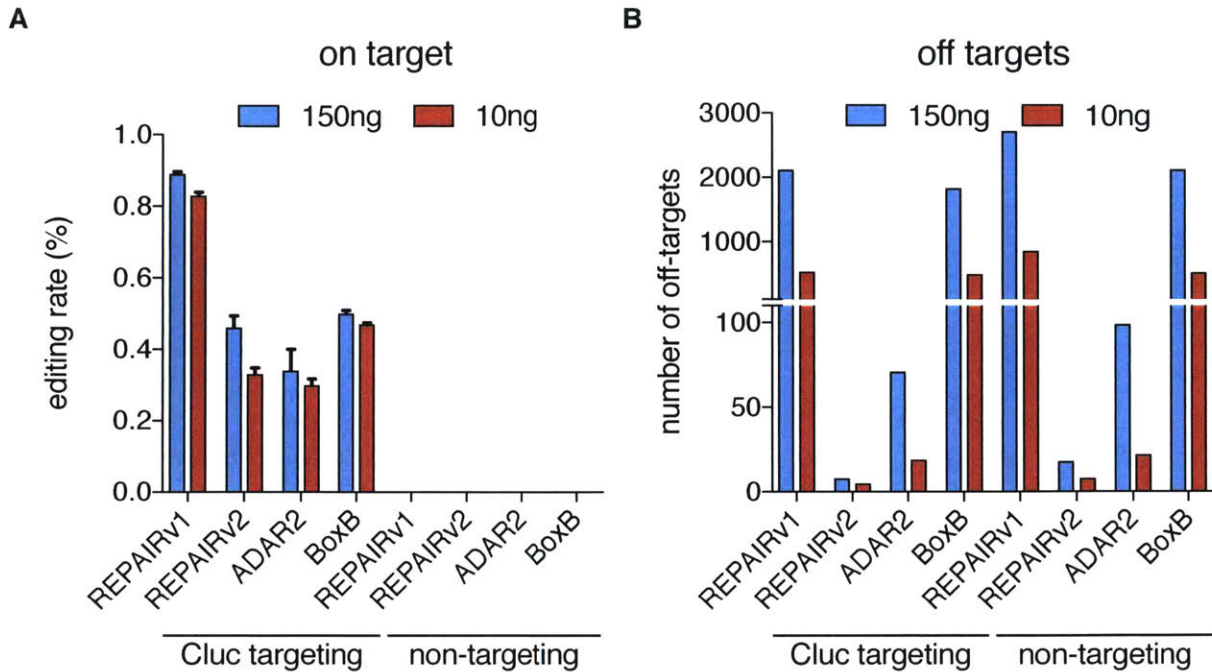 A
on target
150ng 10ng
editing rate (%)
1.0
0.8
0.6
0.4
0.2
0.0
REPAIRv1
REPAIRv2
ADAR2
BoxB
REPAIRv1
REPAIRv2
ADAR2
BoxB
Cluc targeting
non-targeting
B
off targets
150ng 10ng
number of off-targets
3000
2000
1000
100
50
0
REPAIRv1
REPAIRv2
ADAR2
BoxB
REPAIRv1
REPAIRv2
ADAR2
BoxB
Cluc targeting
non-targeting